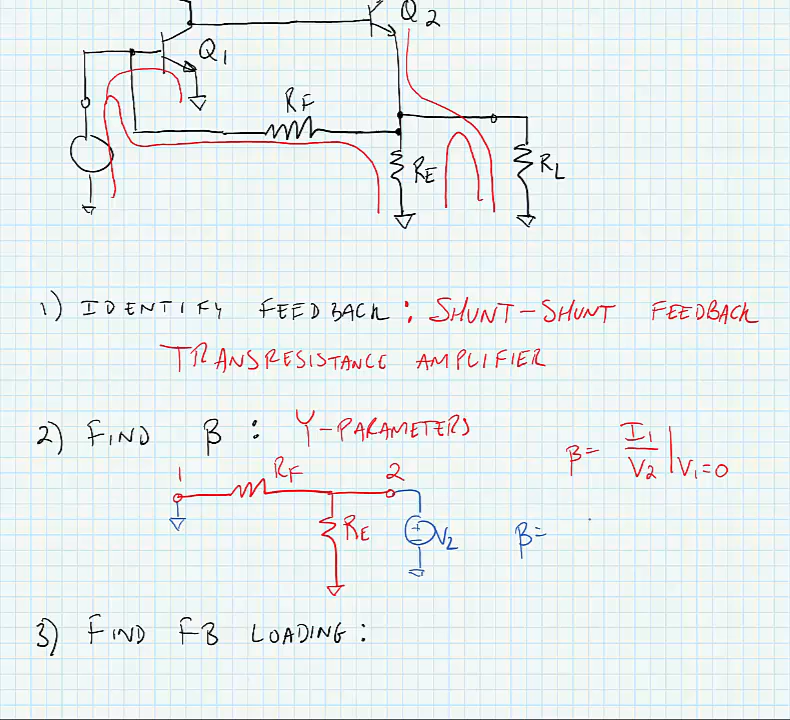 Q2
Q1
RF
RE
RL
1) IDENTIFY FEEDBACK: SHUNT-SHUNT FEEDBACK
TRANSRESISTANCE AMPLIFIER
2) FIND β: Y-PARAMETERS
β= I1/V2 |V1=0
1 RF 2
RE
+ - V2
β=
3) FIND FB LOADING: